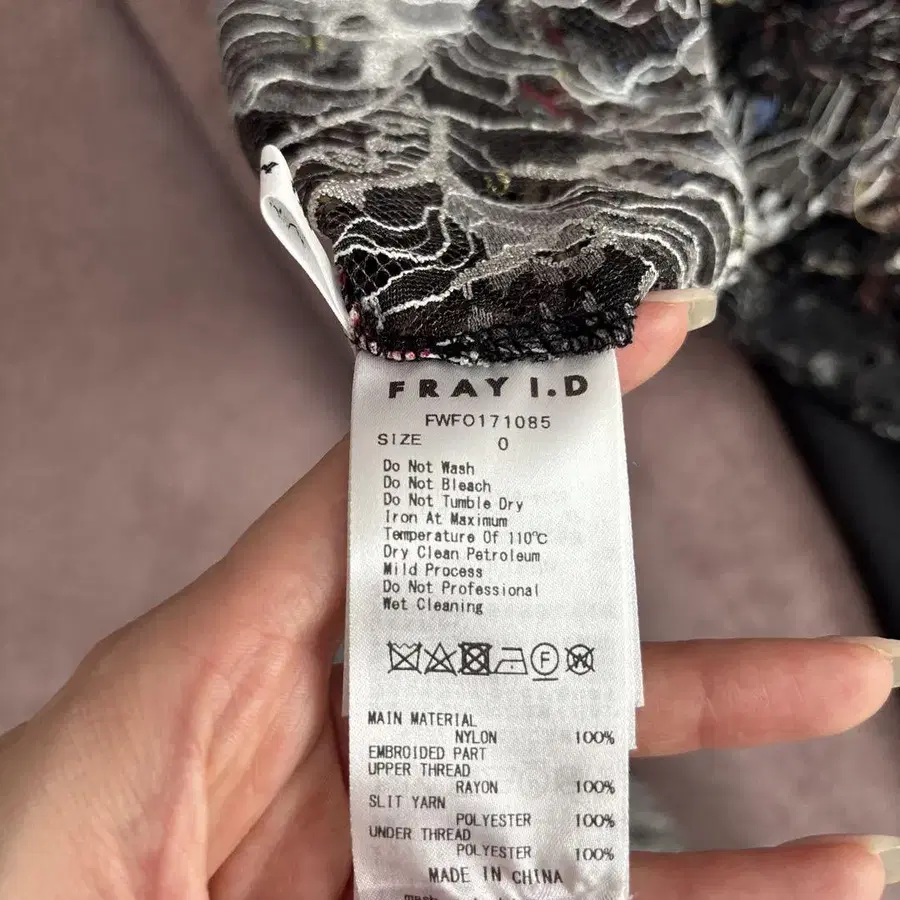 FRAY I.D
FWFO171085
SIZE 0
Do Not Wash
Do Not Bleach
Do Not Tumble Dry
Iron At Maximum
Temperature Of 110℃
Dry Clean Petroleum
Mild Process
Do Not Professional
Wet Cleaning
F
W
MAIN MATERIAL
NYLON 100%
EMBROIDED PART
UPPER THREAD
RAYON 100%
SLIT YARN
POLYESTER 100%
UNDER THREAD
POLYESTER 100%
MADE IN CHINA